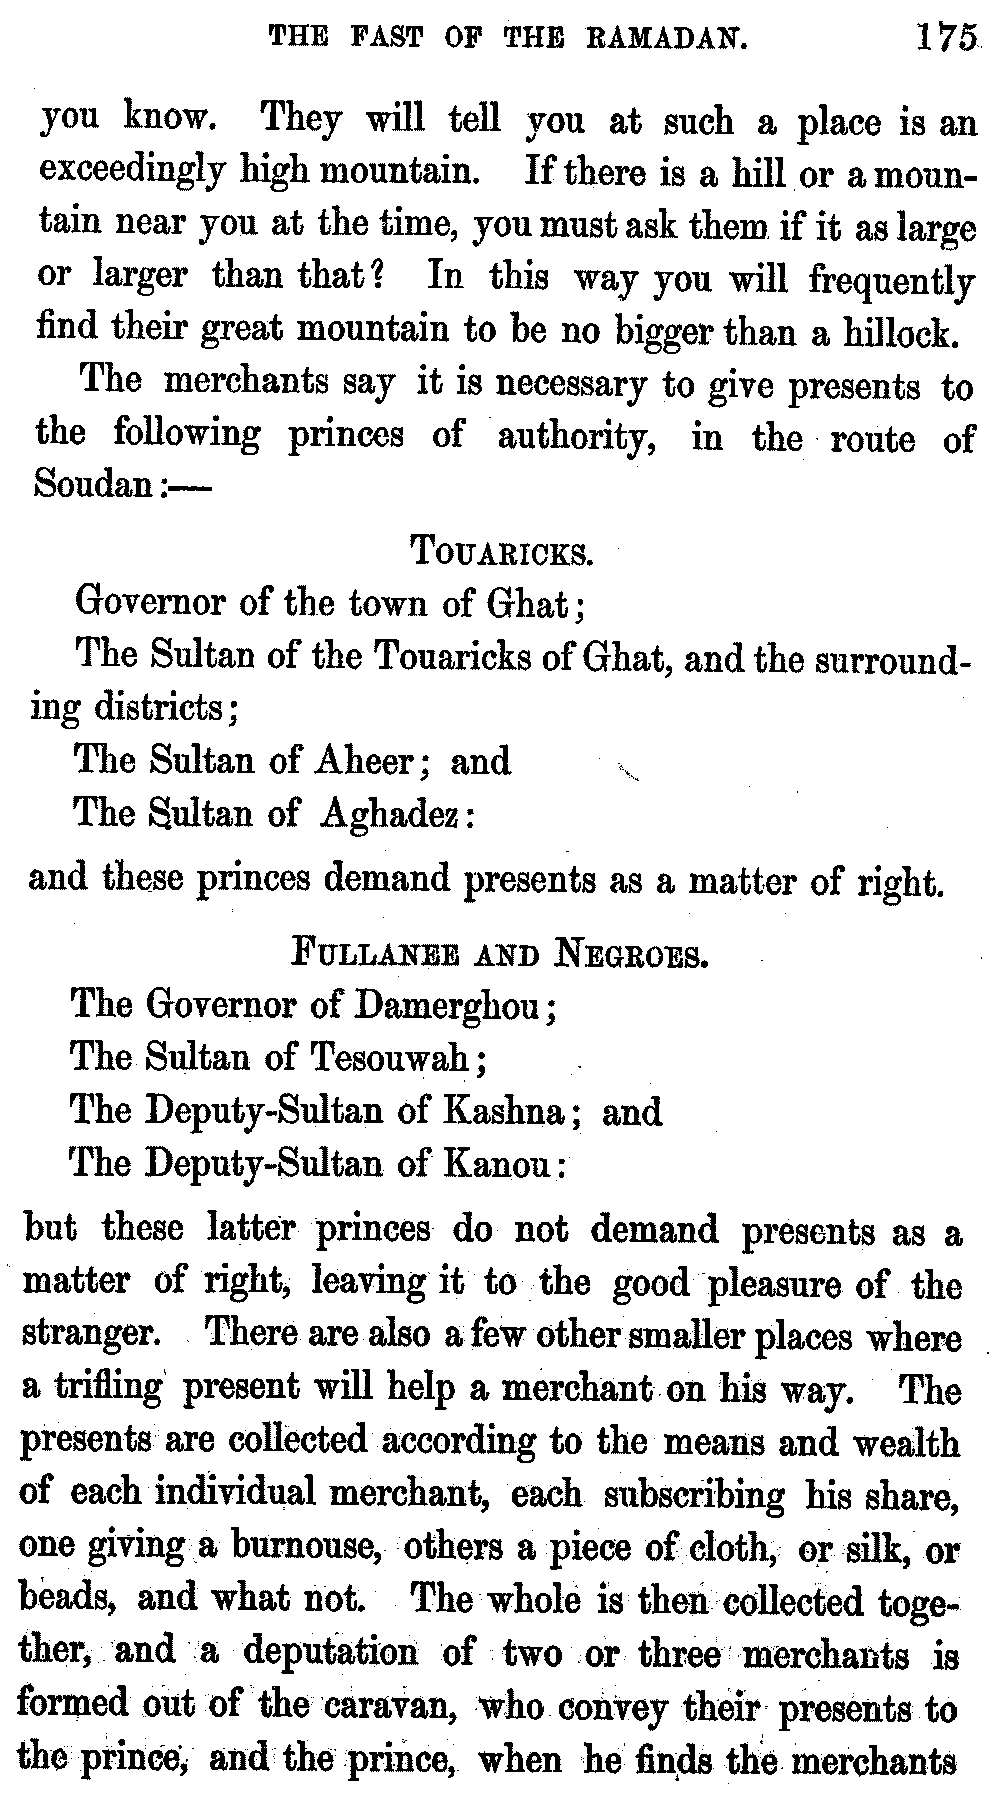 THE FAST OF THE RAMADAN. 175
you know. They will tell you at such a place is an
exceedingly high mountain. If there is a hill or a moun-
tain near you at the time, you must ask them if it as large
or larger than that? In this way you will frequently
find their great mountain to be no bigger than a hillock.
The merchants say it is necessary to give presents to
the following princes of authority, in the route of
Soudan:—
TOUARICKS.
Governor of the town of Ghat;
The Sultan of the Touaricks of Ghat, and the surround-
ing districts;
The Sultan of Aheer; and
The Sultan of Aghadez:
and these princes demand presents as a matter of right.
FULLANEE AND NEGROES.
The Governor of Damerghou;
The Sultan of Tesouwah;
The Deputy-Sultan of Kashna; and
The Deputy-Sultan of Kanou:
but these latter princes do not demand presents as a
matter of right, leaving it to the good pleasure of the
stranger. There are also a few other smaller places where
a trifling present will help a merchant on his way. The
presents are collected according to the means and wealth
of each individual merchant, each subscribing his share,
one giving a burnouse, others a piece of cloth, or silk, or
beads, and what not. The whole is then collected toge-
ther, and a deputation of two or three merchants is
formed out of the caravan, who convey their presents to
the prince, and the prince, when he finds the merchants